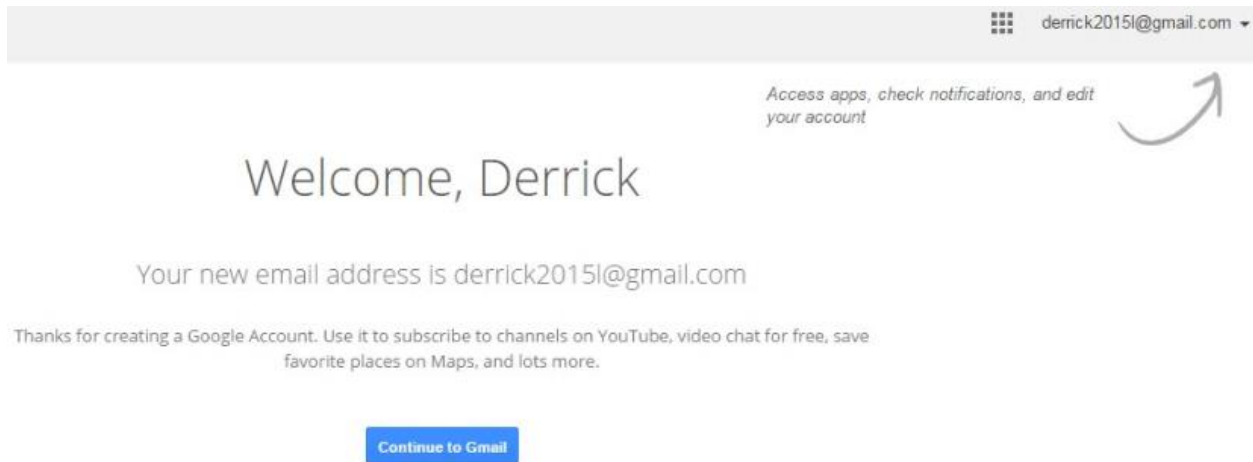 derrick2015l@gmail.com
Access apps, check notifications, and edit
your account
Welcome, Derrick
Your new email address is derrick2015l@gmail.com
Thanks for creating a Google Account. Use it to subscribe to channels on YouTube, video chat for free, save
favorite places on Maps, and lots more.
Continue to Gmail